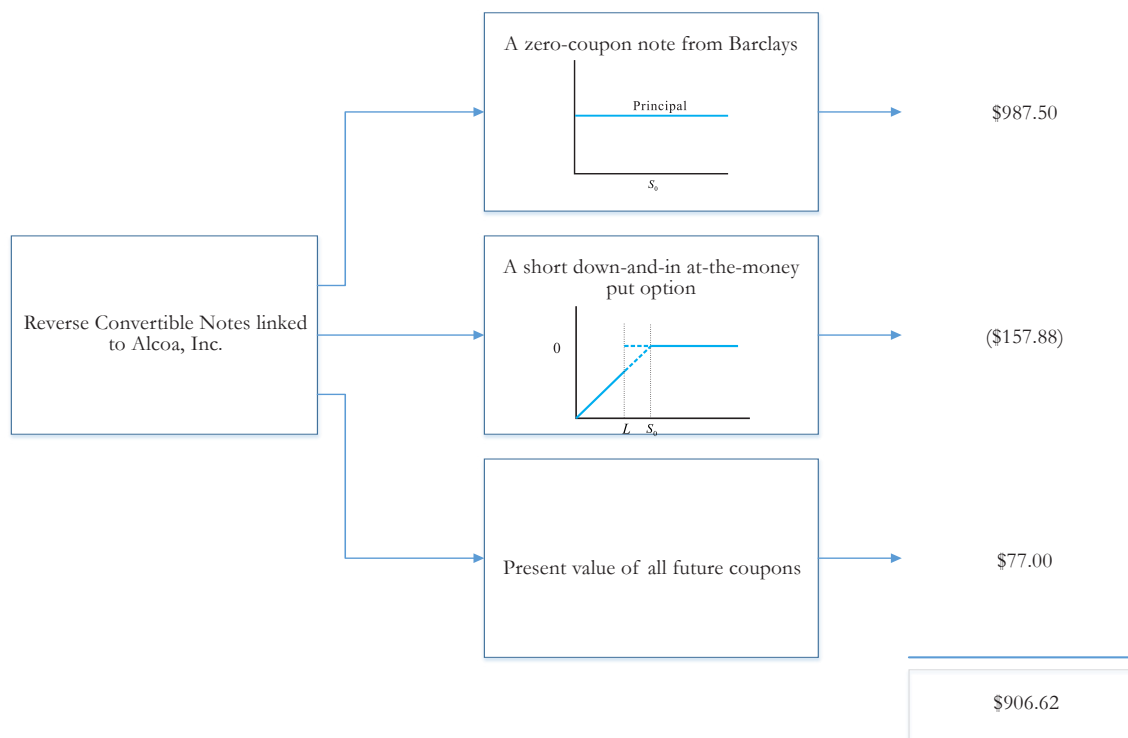 A zero-coupon note from Barclays
Principal
S₀
$987.50
Reverse Convertible Notes linked
to Alcoa, Inc.
A short down-and-in at-the-money
put option
0
L S₀
($157.88)
Present value of all future coupons
$77.00
$906.62